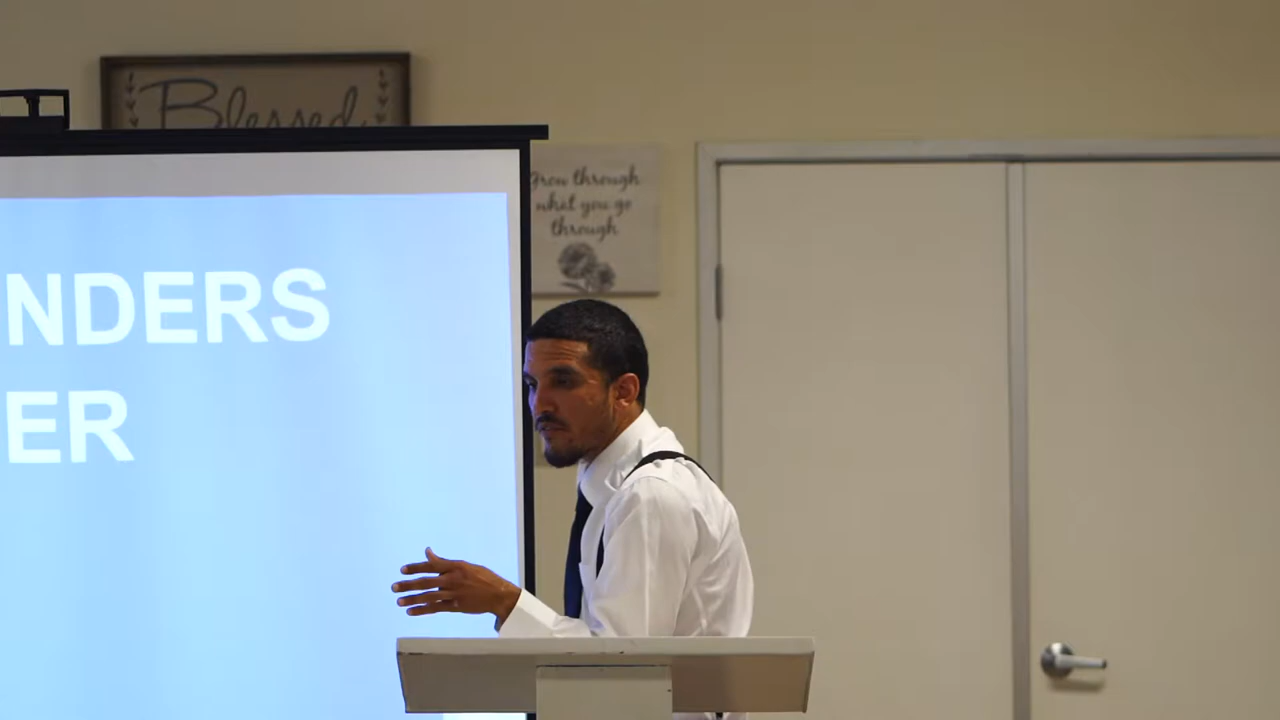 Blessed
Grow through
what you go
through
NDERS
ER